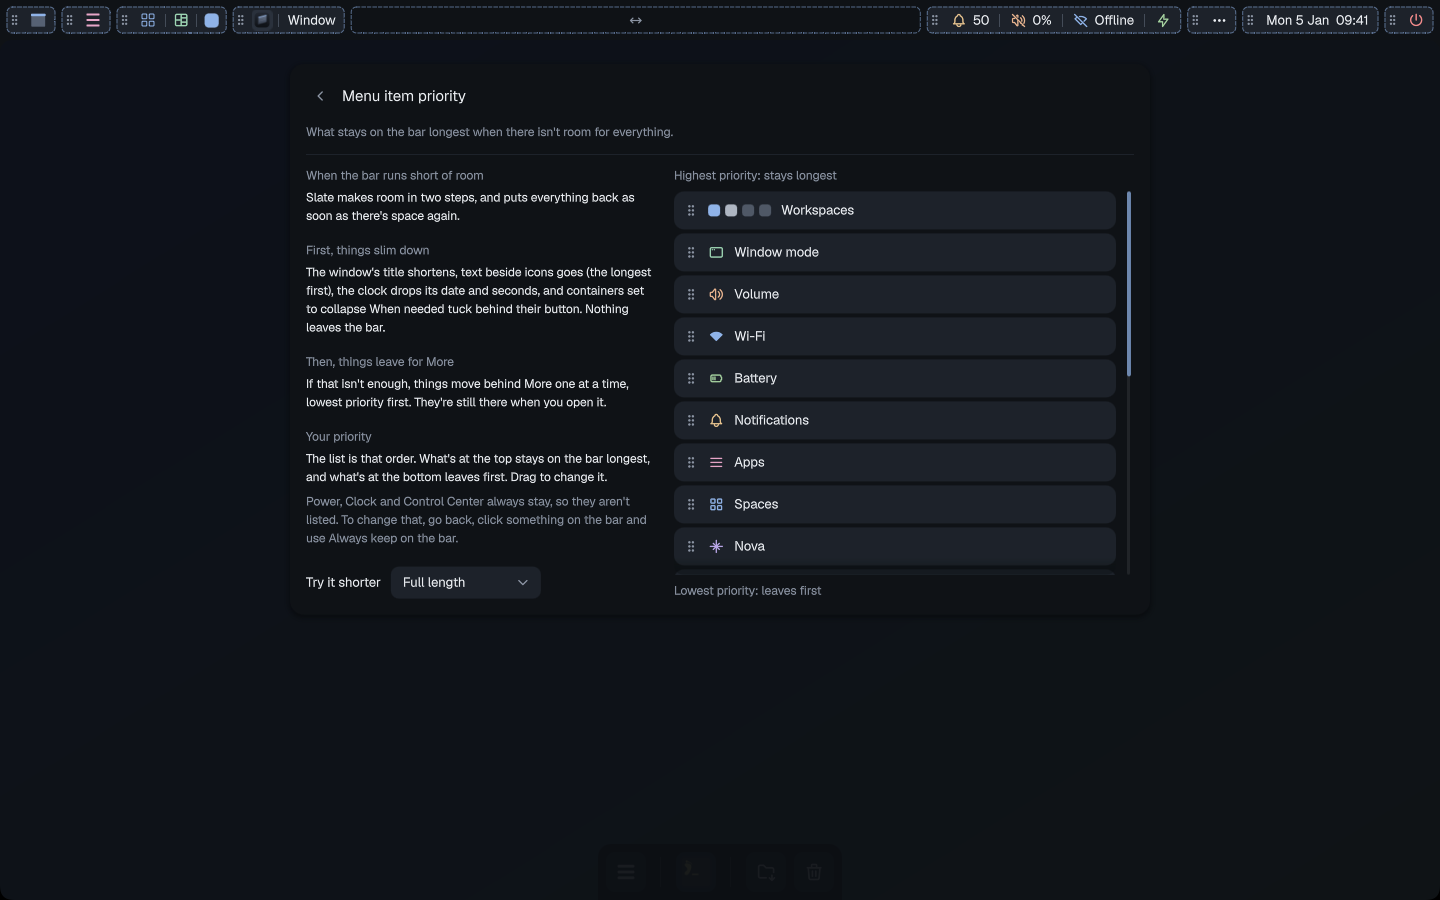 Window
50
0%
Offline
Mon 5 Jan 09:41
Menu item priority
What stays on the bar longest when there isn't room for everything.
When the bar runs short of room
Slate makes room in two steps, and puts everything back as
soon as there's space again.
First, things slim down
The window's title shortens, text beside icons goes (the longest
first), the clock drops its date and seconds, and containers set
to collapse When needed tuck behind their button. Nothing
leaves the bar.
Then, things leave for More
If that isn't enough, things move behind More one at a time,
lowest priority first. They're still there when you open it.
Your priority
The list is that order. What's at the top stays on the bar longest,
and what's at the bottom leaves first. Drag to change it.
Power, Clock and Control Center always stay, so they aren't
listed. To change that, go back, click something on the bar and
use Always keep on the bar.
Try it shorter
Full length
Highest priority: stays longest
Workspaces
Window mode
Volume
Wi-Fi
Battery
Notifications
Apps
Spaces
Nova
Lowest priority: leaves first